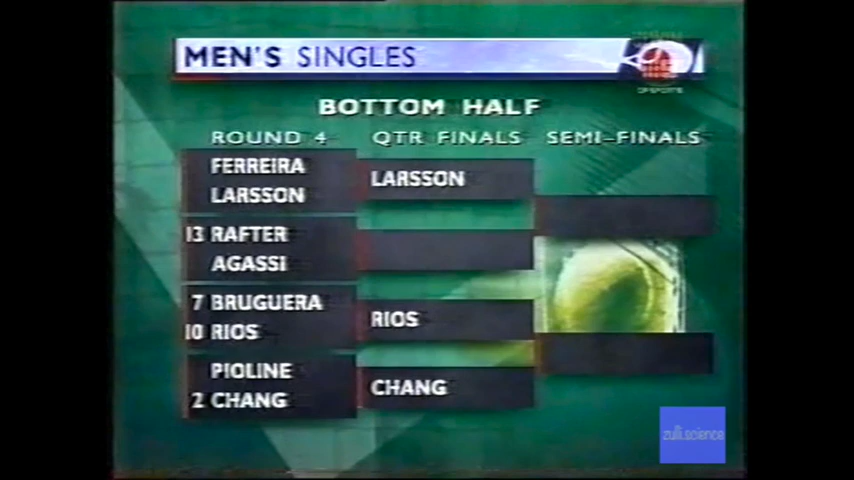 MEN'S SINGLES
BOTTOM HALF
ROUND 4 QTR FINALS SEMI-FINALS
FERREIRA
LARSSON
LARSSON
13 RAFTER
AGASSI
7 BRUGUERA
10 RIOS
RIOS
PIOLINE
2 CHANG
CHANG
zulli.science